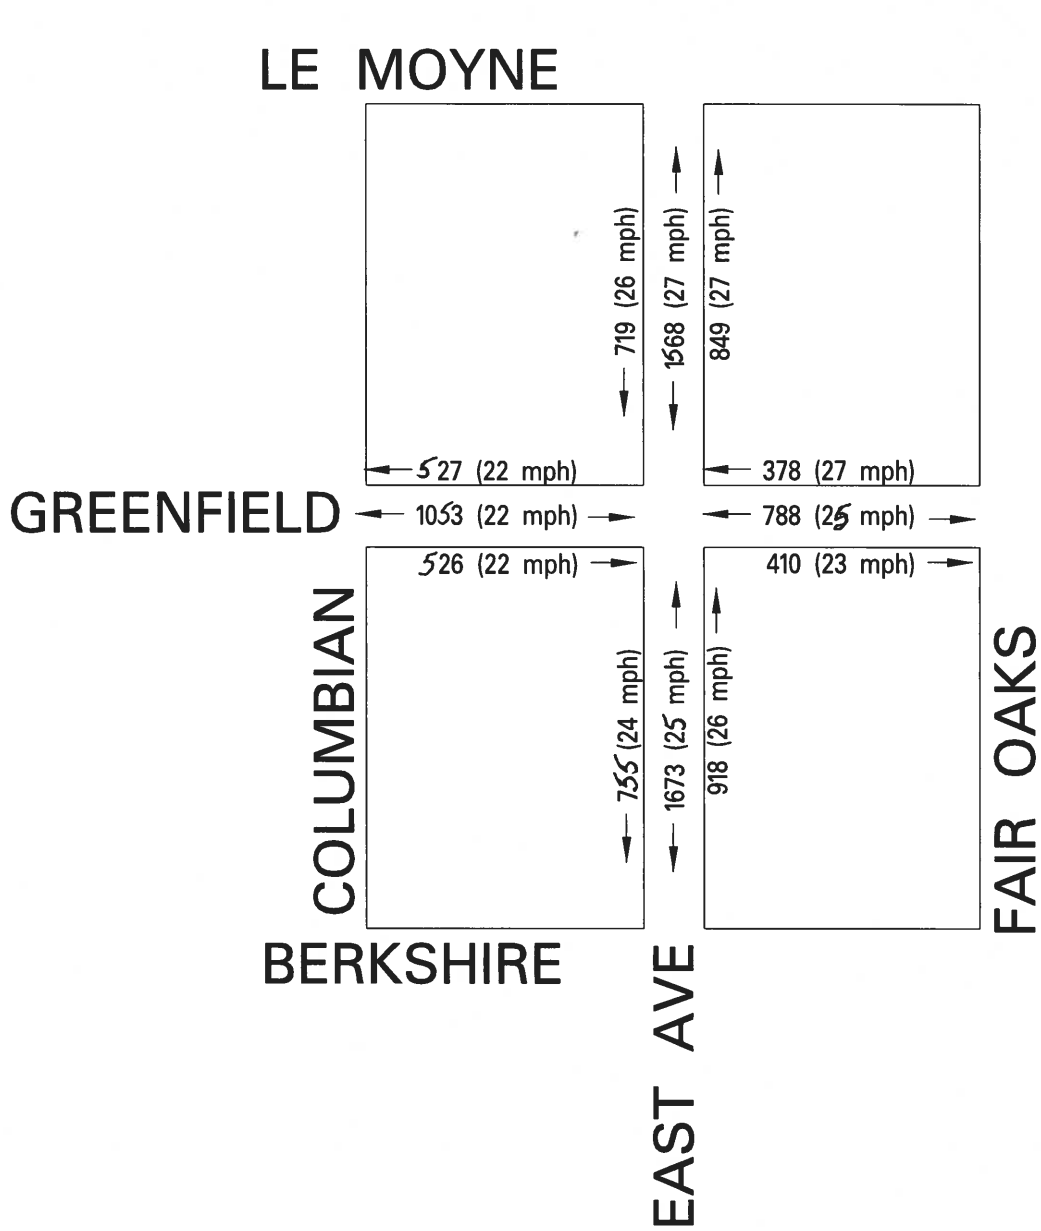 LE MOYNE
719 (26 mph)
1568 (27 mph)
849 (27 mph)
527 (22 mph)
378 (27 mph)
GREENFIELD
1053 (22 mph)
788 (25 mph)
526 (22 mph)
410 (23 mph)
COLUMBIAN
755 (24 mph)
1673 (25 mph)
918 (26 mph)
FAIR OAKS
BERKSHIRE
EAST AVE